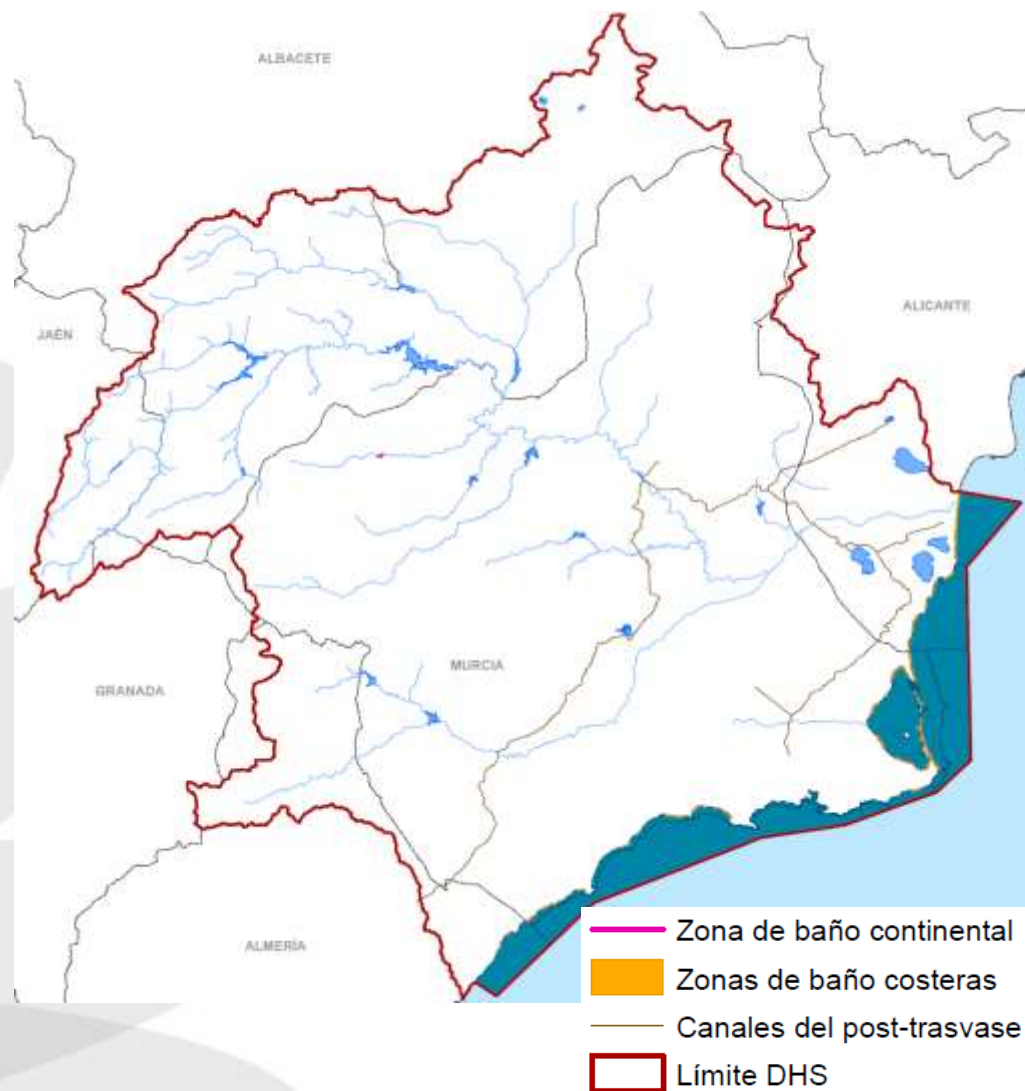 ALBACETE
ALICANTE
JAÉN
MURCIA
GRANADA
ALMERÍA
Zona de baño continental
Zonas de baño costeras
Canales del post-trasvase
Límite DHS